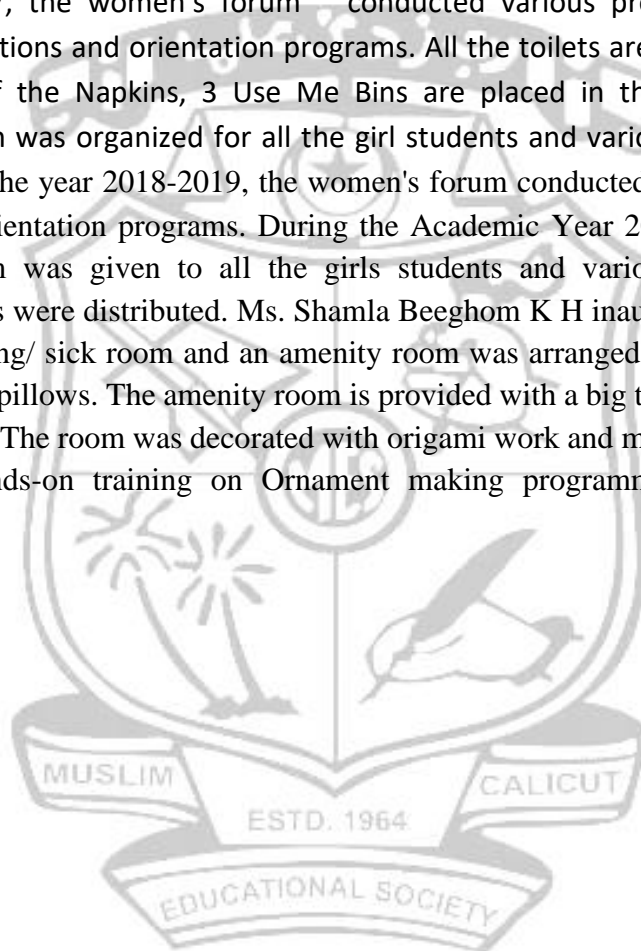 , the women's forum conducted various pr
tions and orientation programs. All the toilets are
f the Napkins, 3 Use Me Bins are placed in th
n was organized for all the girl students and vario
he year 2018-2019, the women's forum conducted
ientation programs. During the Academic Year 2
n was given to all the girls students and vario
s were distributed. Ms. Shamla Beeghom K H inau
ng/ sick room and an amenity room was arranged
pillows. The amenity room is provided with a big t
The room was decorated with origami work and m
nds-on training on Ornament making programm
MUSLIM
CALICUT
ESTD. 1964
EDUCATIONAL SOCIETY